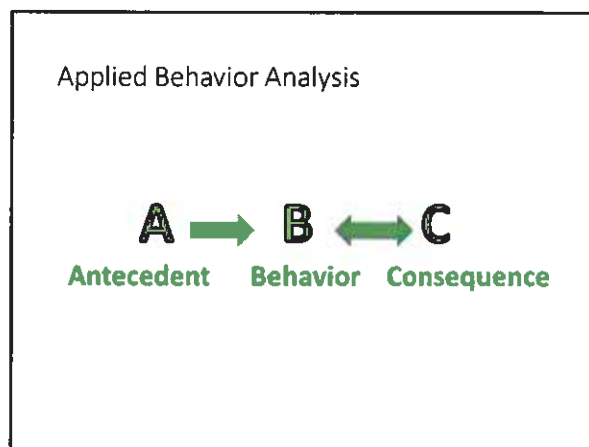 Applied Behavior Analysis
A B C
Antecedent Behavior Consequence